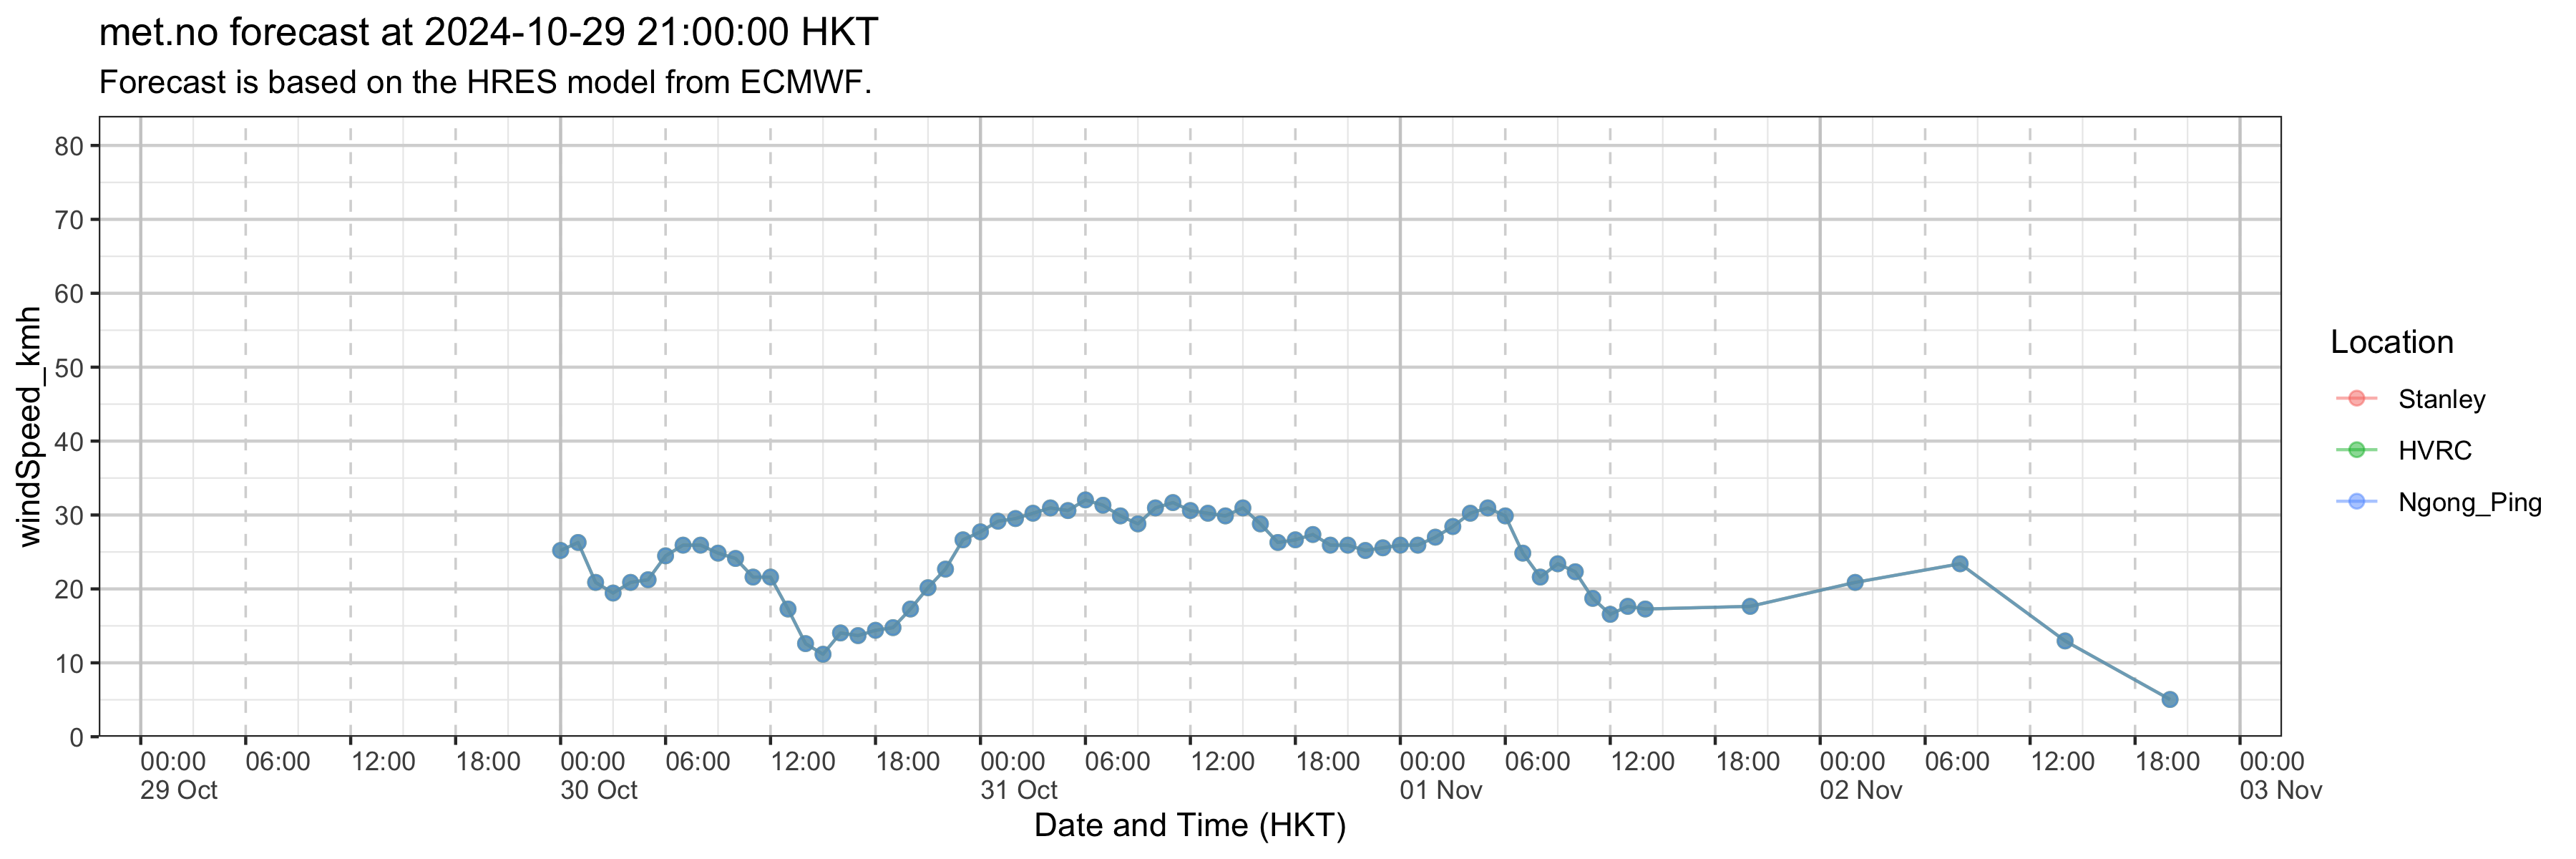 met.no forecast at 2024-10-29 21:00:00 HKT
Forecast is based on the HRES model from ECMWF.
windSpeed_kmh
80
70
60
50
40
30
20
10
0
00:00 06:00 12:00 18:00 00:00 06:00 12:00 18:00 00:00 06:00 12:00 18:00 00:00 06:00 12:00 18:00 00:00 06:00 12:00 18:00 00:00
29 Oct 30 Oct 31 Oct 01 Nov 02 Nov 03 Nov
Date and Time (HKT)
Location
Stanley
HVRC
Ngong_Ping